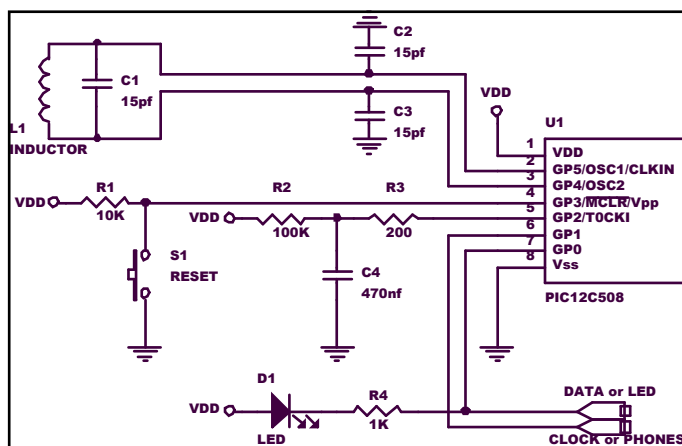 C2
15pf
C1
15pf
C3
15pf
L1
INDUCTOR
VDD
U1
1
VDD
2
GP5/OSC1/CLKIN
3
GP4/OSC2
4
GP3/MCLR/Vpp
5
GP2/T0CKI
6
GP1
7
GP0
8
Vss
PIC12C508
VDD
R1
10K
R2
100K
R3
200
VDD
S1
RESET
C4
470nf
D1
VDD
LED
R4
1K
DATA or LED
CLOCK or PHONES